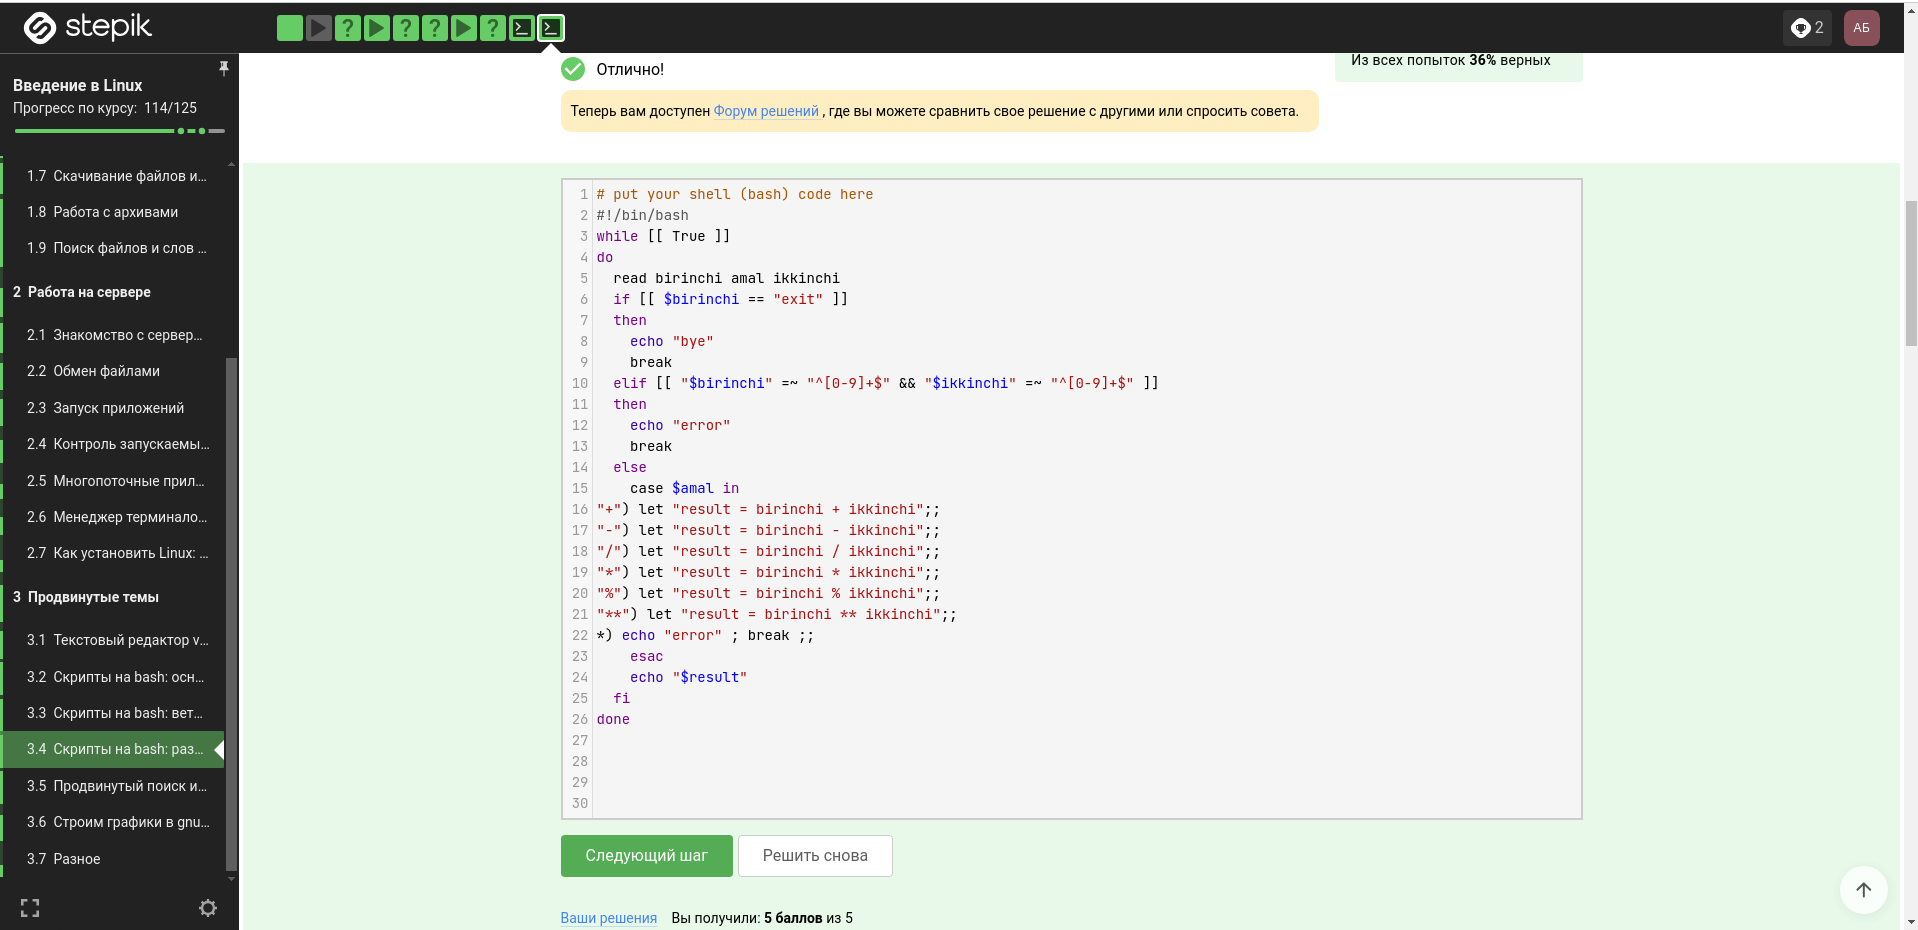 stepik
? ? ? ?
2
АБ
Введение в Linux
Прогресс по курсу: 114/125
1.7 Скачивание файлов и...
1.8 Работа с архивами
1.9 Поиск файлов и слов ...
2 Работа на сервере
2.1 Знакомство с сервер...
2.2 Обмен файлами
2.3 Запуск приложений
2.4 Контроль запускаемы...
2.5 Многопоточные прил...
2.6 Менеджер терминало...
2.7 Как установить Linux: ...
3 Продвинутые темы
3.1 Текстовый редактор v...
3.2 Скрипты на bash: осн...
3.3 Скрипты на bash: вет...
3.4 Скрипты на bash: раз...
3.5 Продвинутый поиск и...
3.6 Строим графики в gnu...
3.7 Разное
Отлично!
Из всех попыток 36% верных
Теперь вам доступен Форум решений , где вы можете сравнить свое решение с другими или спросить совета.
1 # put your shell (bash) code here
2 #!/bin/bash
3 while [[ True ]]
4 do
5   read birinchi amal ikkinchi
6   if [[ $birinchi == "exit" ]]
7   then
8     echo "bye"
9     break
10   elif [[ "$birinchi" =~ "^[0-9]+$" && "$ikkinchi" =~ "^[0-9]+$" ]]
11   then
12     echo "error"
13     break
14   else
15     case $amal in
16 "+") let "result = birinchi + ikkinchi";;
17 "-") let "result = birinchi - ikkinchi";;
18 "/") let "result = birinchi / ikkinchi";;
19 "*") let "result = birinchi * ikkinchi";;
20 "%") let "result = birinchi % ikkinchi";;
21 "**") let "result = birinchi ** ikkinchi";;
22 *) echo "error" ; break ;;
23     esac
24     echo "$result"
25   fi
26 done
27
28
29
30
Следующий шаг
Решить снова
Ваши решения Вы получили: 5 баллов из 5